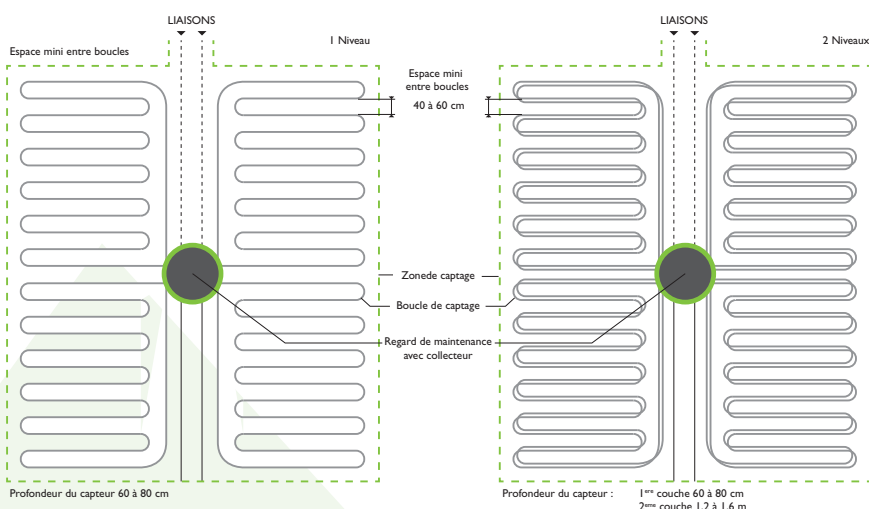 LIAISONS
1 Niveau
Espace mini entre boucles
Espace mini
entre boucles
40 à 60 cm
LIAISONS
2 Niveaux
Zonede captage
Boucle de captage
Regard de maintenance
avec collecteur
Profondeur du capteur 60 à 80 cm
Profondeur du capteur : 1ere couche 60 à 80 cm
2eme couche 1,2 à 1,6 m